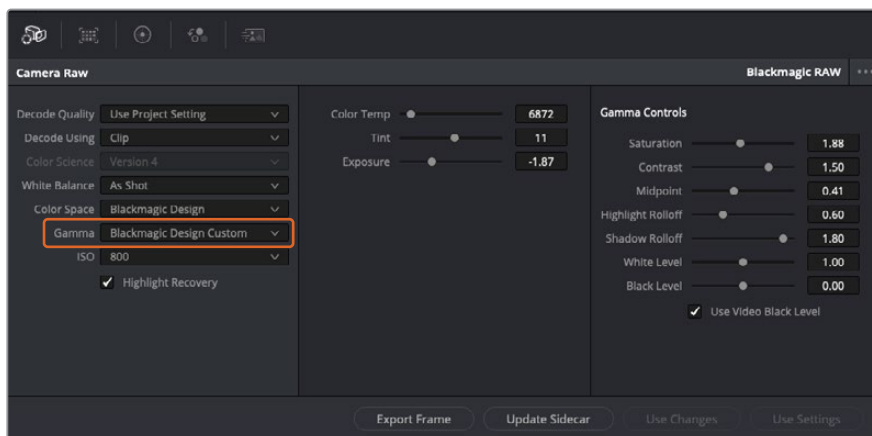 Camera Raw
Blackmagic RAW
Decode Quality Use Project Setting
Decode Using Clip
Color Science Version 4
White Balance As Shot
Color Space Blackmagic Design
Gamma Blackmagic Design Custom
ISO 800
Highlight Recovery
Color Temp 6872
Tint 11
Exposure -1.87
Gamma Controls
Saturation 1.88
Contrast 1.50
Midpoint 0.41
Highlight Rolloff 0.60
Shadow Rolloff 1.80
White Level 1.00
Black Level 0.00
Use Video Black Level
Export Frame
Update Sidecar
Use Changes
Use Settings